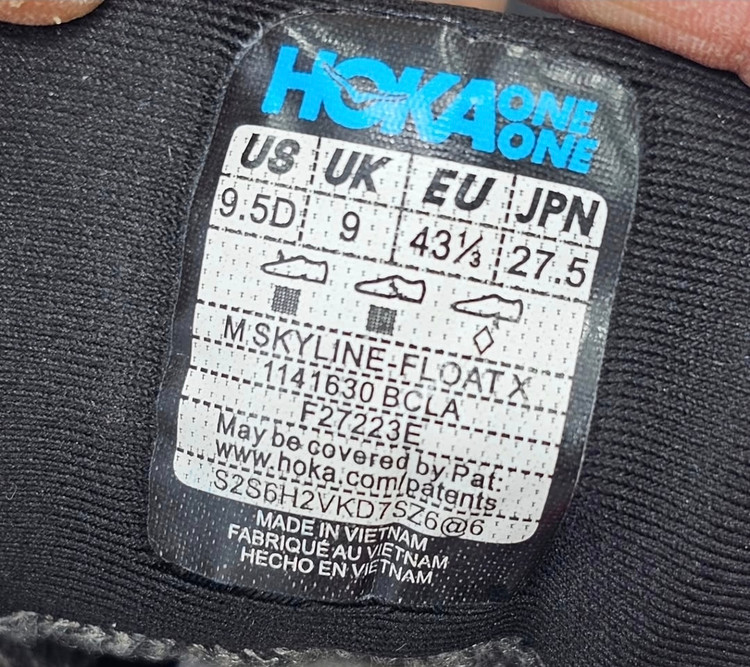 HOKA ONE ONE
US UK EU JPN
9.5D 9 43⅓ 27.5
M SKYLINE-FLOAT X
1141630 BCLA
F27223E
May be covered by Pat:
www.hoka.com/patents
S2S6H2VKD7SZ6@6
MADE IN VIETNAM
FABRIQUÉ AU VIETNAM
HECHO EN VIETNAM